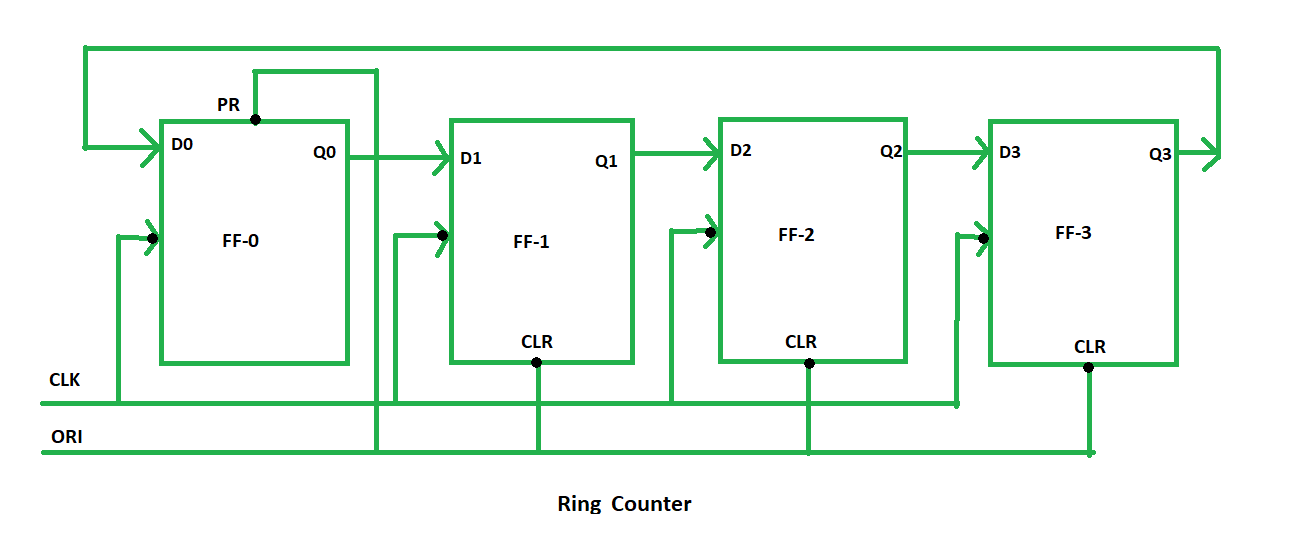 PR
D0
Q0
D1
Q1
D2
Q2
D3
Q3
FF-0
FF-1
FF-2
FF-3
CLR
CLR
CLR
CLK
ORI
Ring Counter